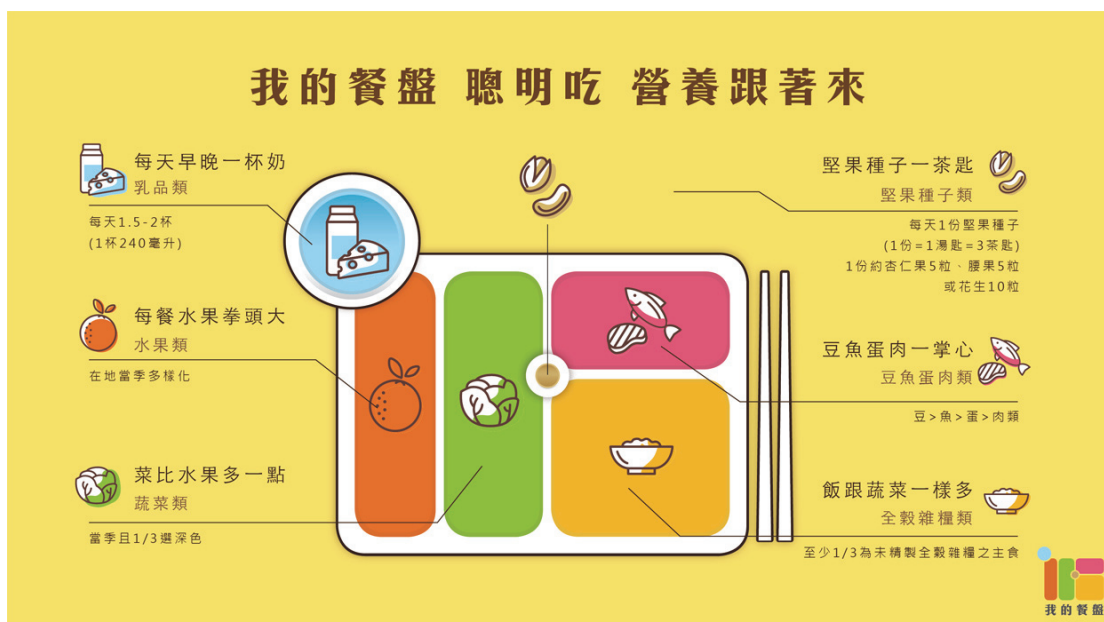 我的餐盤 聰明吃 營養跟著來
每天早晚一杯奶
乳品類
每天1.5-2杯
(1杯240毫升)
每餐水果拳頭大
水果類
在地當季多樣化
菜比水果多一點
蔬菜類
當季且1/3選深色
堅果種子一茶匙
堅果種子類
每天1份堅果種子
(1份=1湯匙=3茶匙)
1份約杏仁果5粒、腰果5粒
或花生10粒
豆魚蛋肉一掌心
豆魚蛋肉類
豆>魚>蛋>肉類
飯跟蔬菜一樣多
全穀雜糧類
至少1/3為未精製全穀雜糧之主食
我的餐盤